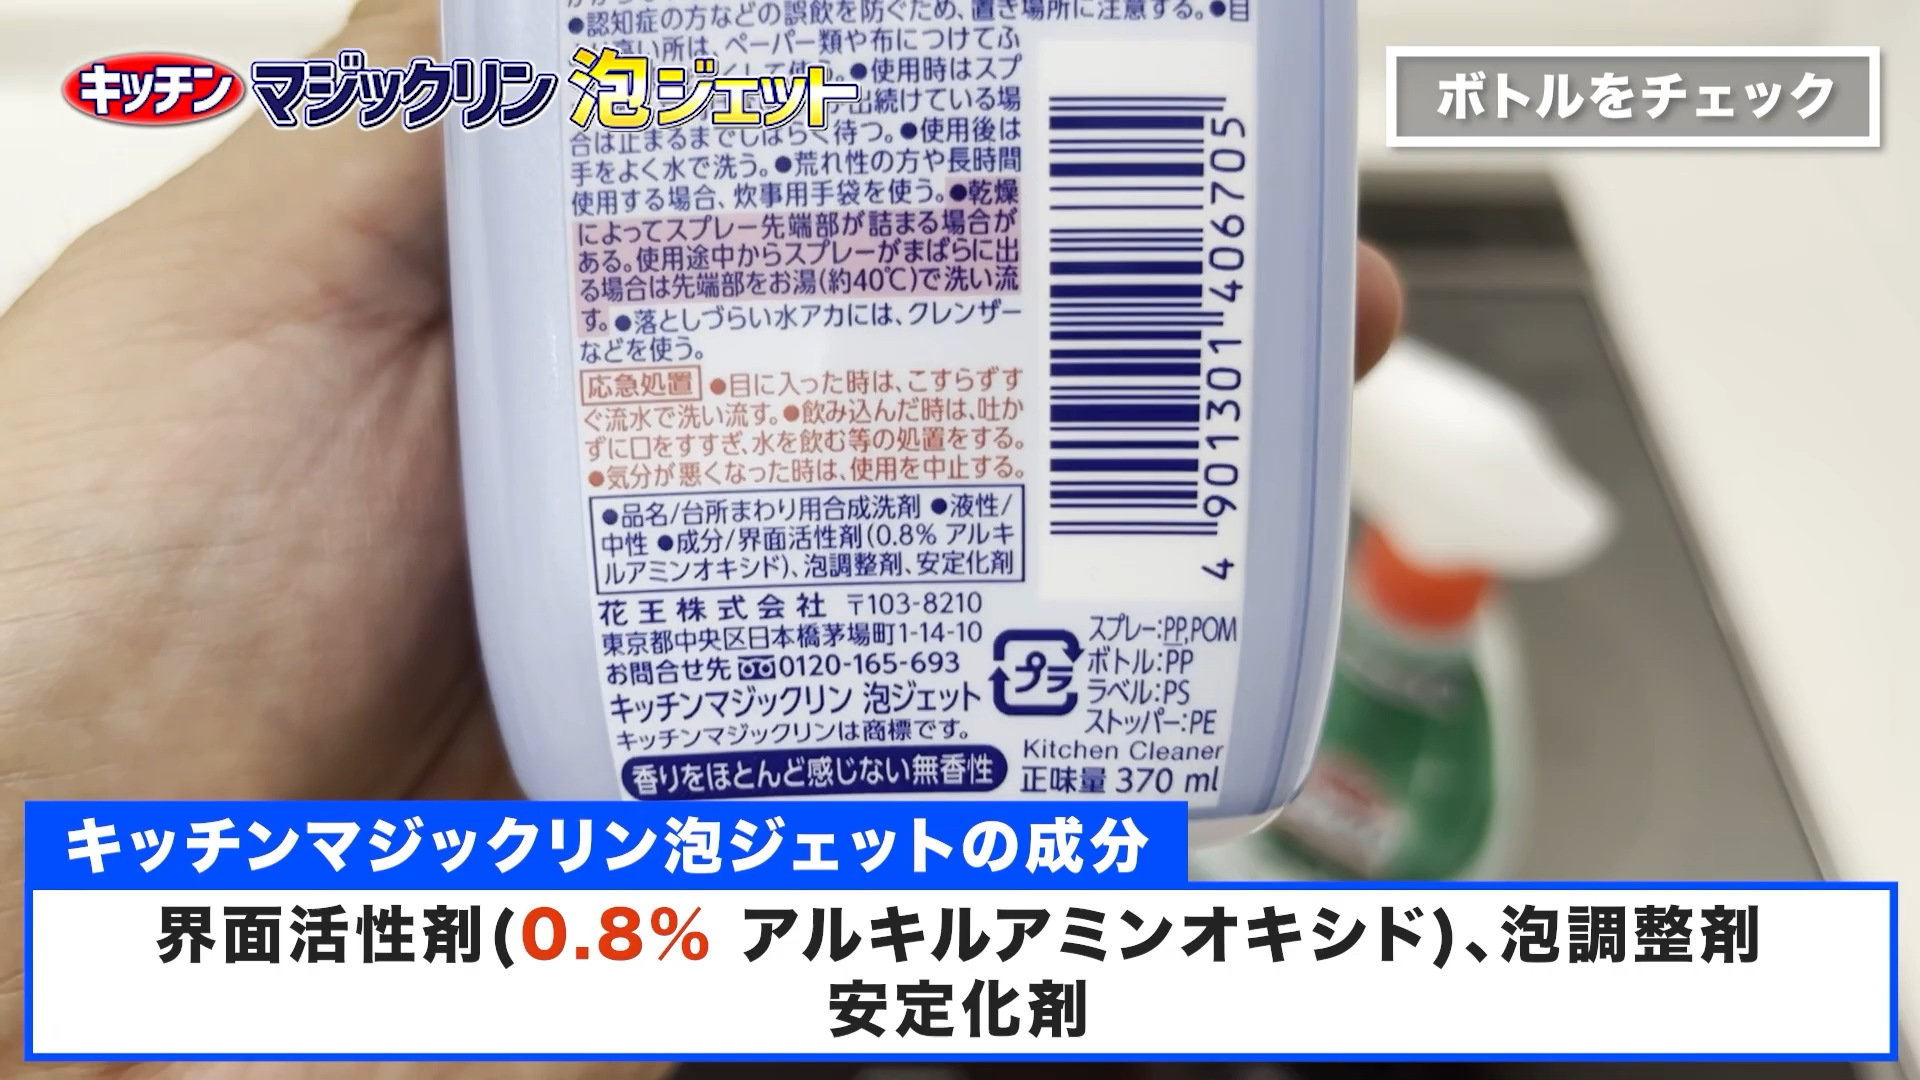 ●認知症の方などの誤飲を防ぐため、置き場所に注意する。●目
高い所は、ペーパー類や布につけてふ
して使う。●使用時はスプ
出続けている場
合は止まるまでしばらく待つ。●使用後は
手をよく水で洗う。●荒れ性の方や長時間
使用する場合、炊事用手袋を使う。●乾燥
によってスプレー先端部が詰まる場合が
ある。使用途中からスプレーがまばらに出
る場合は先端部をお湯(約40℃)で洗い流
す。●落としづらい水アカには、クレンザー
などを使う。
応急処置 ●目に入った時は、こすらずす
ぐ流水で洗い流す。●飲み込んだ時は、吐か
ずに口をすすぎ、水を飲む等の処置をする。
●気分が悪くなった時は、使用を中止する。
●品名/台所まわり用合成洗剤 ●液性/
中性 ●成分/界面活性剤(0.8% アルキ
ルアミンオキシド)、泡調整剤、安定化剤
花王株式会社 〒103-8210
東京都中央区日本橋茅場町1-14-10
お問合せ先 0120-165-693
キッチンマジックリン 泡ジェット
キッチンマジックリンは商標です。
香りをほとんど感じない無香性
4 901301 406705
プラ
スプレー:PP,POM
ボトル:PP
ラベル:PS
ストッパー:PE
Kitchen Cleaner
正味量 370 ml
キッチン マジックリン 泡ジェット
ボトルをチェック
キッチンマジックリン泡ジェットの成分
界面活性剤(0.8% アルキルアミンオキシド)、泡調整剤
安定化剤